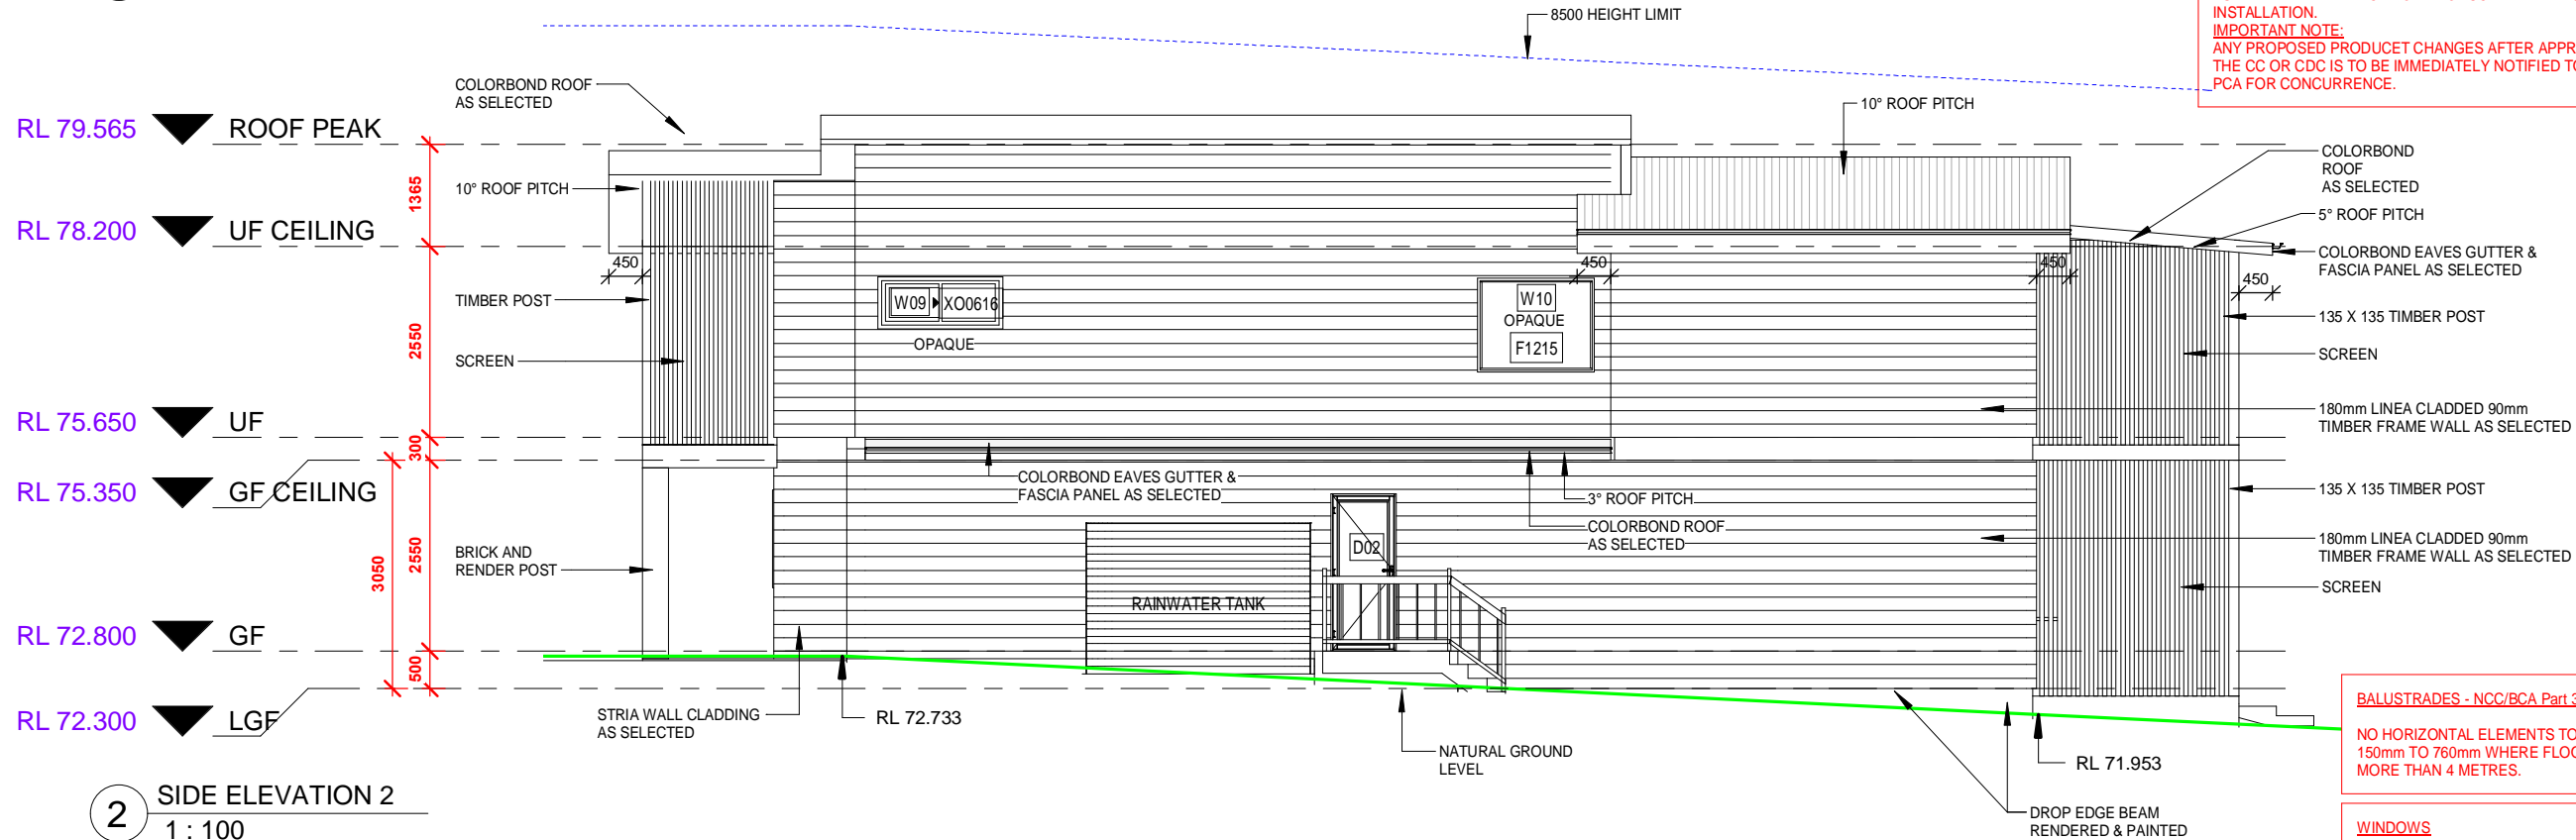 8500 HEIGHT LIMIT
INSTALLATION.
IMPORTANT NOTE:
ANY PROPOSED PRODUCET CHANGES AFTER APPR
THE CC OR CDC IS TO BE IMMEDIATELY NOTIFIED TO
PCA FOR CONCURRENCE.
COLORBOND ROOF
AS SELECTED
10° ROOF PITCH
RL 79.565 ROOF PEAK
COLORBOND
ROOF
AS SELECTED
1365
10° ROOF PITCH
5° ROOF PITCH
RL 78.200 UF CEILING
COLORBOND EAVES GUTTER &
FASCIA PANEL AS SELECTED
450
450
450
450
TIMBER POST
W09
XO0616
OPAQUE
W10
OPAQUE
F1215
135 X 135 TIMBER POST
2550
SCREEN
SCREEN
RL 75.650 UF
180mm LINEA CLADDED 90mm
TIMBER FRAME WALL AS SELECTED
300
COLORBOND EAVES GUTTER &
FASCIA PANEL AS SELECTED
RL 75.350 GF CEILING
3° ROOF PITCH
135 X 135 TIMBER POST
COLORBOND ROOF
AS SELECTED
BRICK AND
RENDER POST
3050
2550
D02
180mm LINEA CLADDED 90mm
TIMBER FRAME WALL AS SELECTED
SCREEN
RAINWATER TANK
RL 72.800 GF
500
RL 72.300 LGF
STRIA WALL CLADDING
AS SELECTED
RL 72.733
NATURAL GROUND
LEVEL
RL 71.953
BALUSTRADES - NCC/BCA Part 3
NO HORIZONTAL ELEMENTS TO
150mm TO 760mm WHERE FLOO
MORE THAN 4 METRES.
DROP EDGE BEAM
RENDERED & PAINTED
WINDOWS
2
SIDE ELEVATION 2
1 : 100